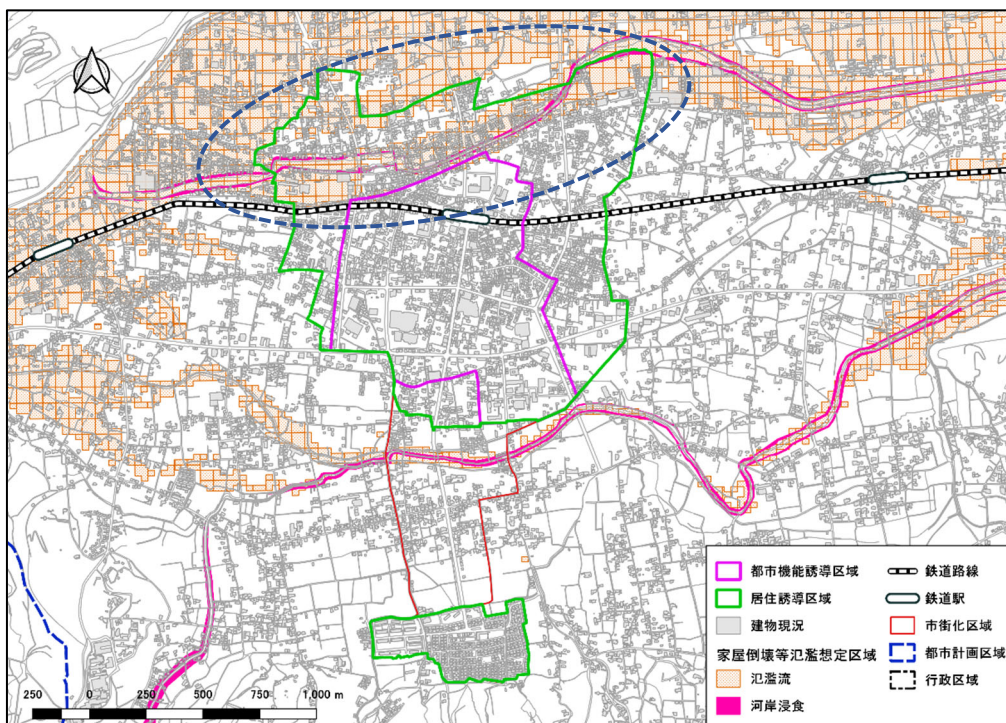 都市機能誘導区域
鉄道路線
居住誘導区域
鉄道駅
建物現況
市街化区域
家屋倒壊等氾濫想定区域
都市計画区域
氾濫流
行政区域
河岸浸食
250 0 250 500 750 1,000 m